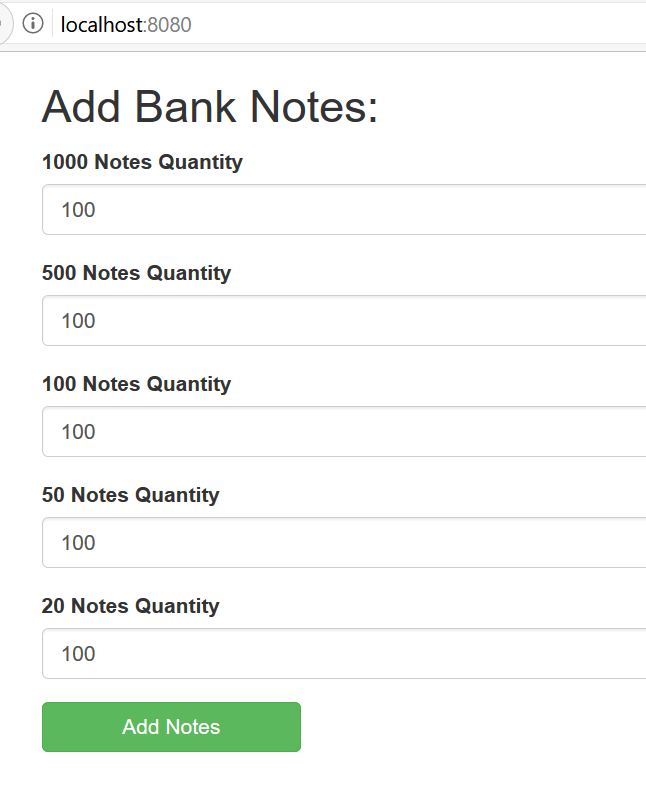 localhost:8080
Add Bank Notes:
1000 Notes Quantity
100
500 Notes Quantity
100
100 Notes Quantity
100
50 Notes Quantity
100
20 Notes Quantity
100
Add Notes